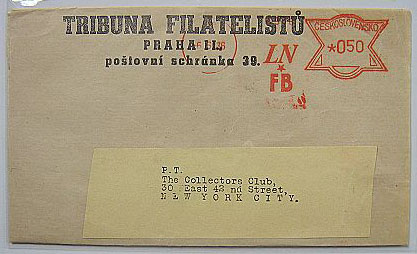 TRIBUNA FILATELISTŮ
PRAHA II.,
poštovní schránka 39.
LN
FB
ČESKOSLOVENSKO
*050
P.T.
The Collectors Club,
30 East 42 nd Street,
NEW YORK CITY.